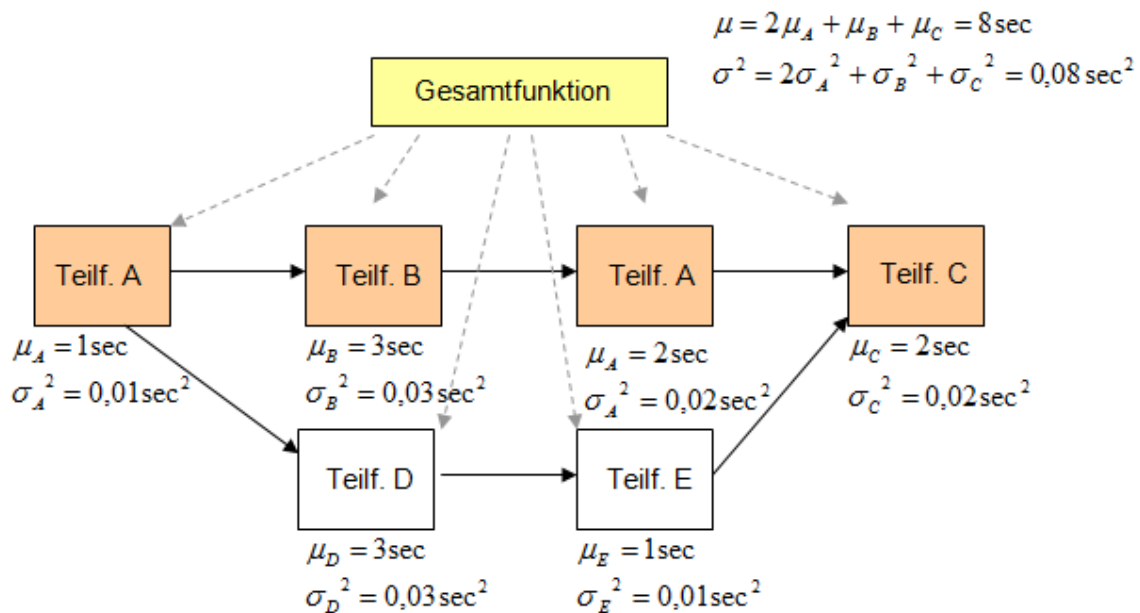 μ = 2μ_A + μ_B + μ_C = 8sec
σ² = 2σ_A² + σ_B² + σ_C² = 0,08 sec²
Gesamtfunktion
Teilf. A
Teilf. B
Teilf. A
Teilf. C
μ_A = 1sec
σ_A² = 0,01sec²
μ_B = 3sec
σ_B² = 0,03sec²
μ_A = 2sec
σ_A² = 0,02sec²
μ_C = 2sec
σ_C² = 0,02sec²
Teilf. D
Teilf. E
μ_D = 3sec
σ_D² = 0,03sec²
μ_E = 1sec
σ_E² = 0,01sec²